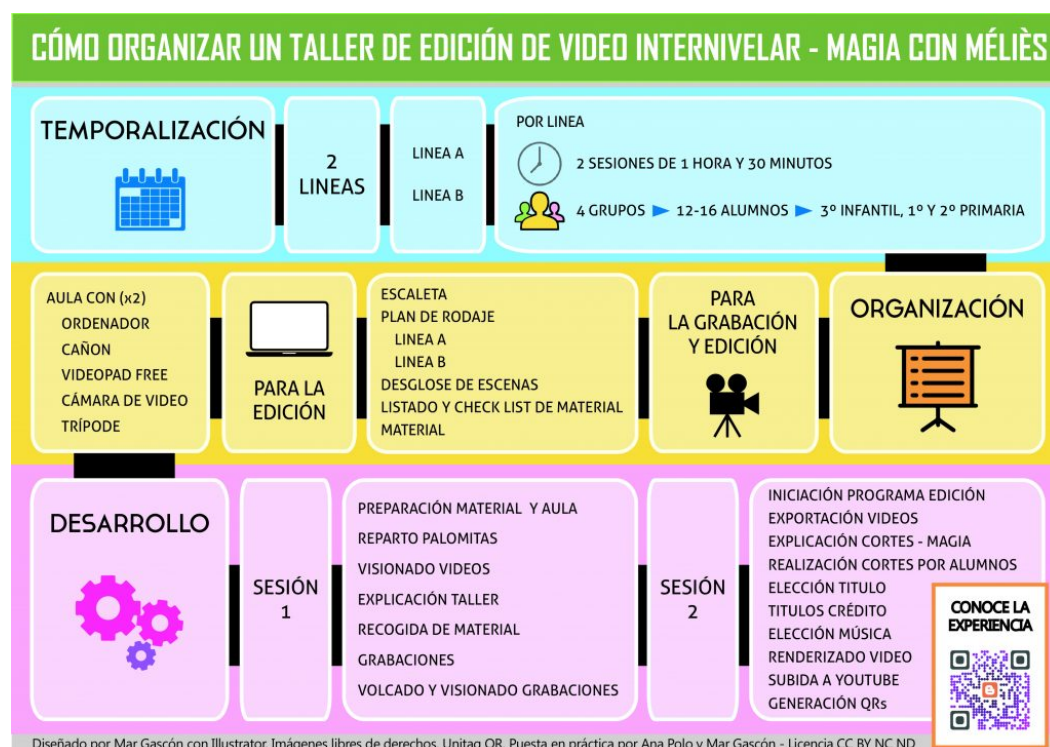 CÓMO ORGANIZAR UN TALLER DE EDICIÓN DE VIDEO INTERNIVELAR - MAGIA CON MÉLIÈS
TEMPORALIZACIÓN
2
LINEAS
LINEA A
LINEA B
POR LINEA
2 SESIONES DE 1 HORA Y 30 MINUTOS
4 GRUPOS ► 12-16 ALUMNOS ► 3º INFANTIL, 1º Y 2º PRIMARIA
AULA CON (x2)
ORDENADOR
CAÑON
VIDEOPAD FREE
CÁMARA DE VIDEO
TRÍPODE
PARA LA
EDICIÓN
ESCALETA
PLAN DE RODAJE
LINEA A
LINEA B
DESGLOSE DE ESCENAS
LISTADO Y CHECK LIST DE MATERIAL
MATERIAL
PARA
LA GRABACIÓN
Y EDICIÓN
ORGANIZACIÓN
DESARROLLO
SESIÓN
1
PREPARACIÓN MATERIAL Y AULA
REPARTO PALOMITAS
VISIONADO VIDEOS
EXPLICACIÓN TALLER
RECOGIDA DE MATERIAL
GRABACIONES
VOLCADO Y VISIONADO GRABACIONES
SESIÓN
2
INICIACIÓN PROGRAMA EDICIÓN
EXPORTACIÓN VIDEOS
EXPLICACIÓN CORTES - MAGIA
REALIZACIÓN CORTES POR ALUMNOS
ELECCIÓN TITULO
TITULOS CRÉDITO
ELECCIÓN MÚSICA
RENDERIZADO VIDEO
SUBIDA A YOUTUBE
GENERACIÓN QRs
CONOCE LA
EXPERIENCIA
Diseñado por Mar Gascón con Illustrator. Imágenes libres de derechos. Unitag QR. Puesta en práctica por Ana Polo y Mar Gascón - Licencia CC BY NC ND